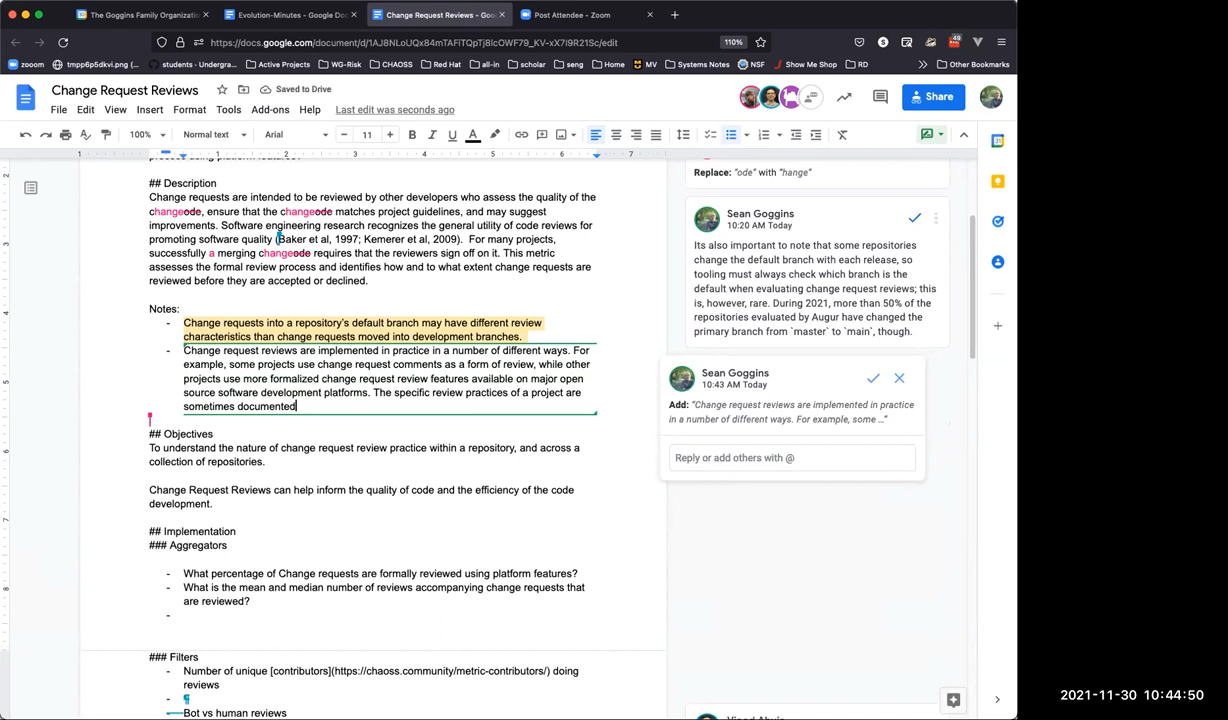 The Goggins Family Organizatio
Evolution-Minutes - Google Doc
Change Request Reviews - Goo
Post Attendee - Zoom
https://docs.google.com/document/d/1AJ8NLoUQx84mTAFiTQpTj8lcOWF79_KV-xX7I9R21Sc/edit
110%
49
zooom
tmpp6p5dkvi.png (...
students - Undergra...
Active Projects
WG-Risk
CHAOSS
Red Hat
all-in
scholar
seng
Home
MV
Systems Notes
NSF
Show Me Shop
RD
Other Bookmarks
Change Request Reviews
Saved to Drive
File Edit View Insert Format Tools Add-ons Help
Last edit was seconds ago
Share
100%
Normal text
Arial
11
1 1 2 3 4 5 6 7
process using platform features?
## Description
Change requests are intended to be reviewed by other developers who assess the quality of the
changeode, ensure that the changeode matches project guidelines, and may suggest
improvements. Software engineering research recognizes the general utility of code reviews for
promoting software quality (Baker et al, 1997; Kemerer et al, 2009). For many projects,
successfully a merging changeode requires that the reviewers sign off on it. This metric
assesses the formal review process and identifies how and to what extent change requests are
reviewed before they are accepted or declined.
Notes:
- Change requests into a repository's default branch may have different review
characteristics than change requests moved into development branches.
- Change request reviews are implemented in practice in a number of different ways. For
example, some projects use change request comments as a form of review, while other
projects use more formalized change request review features available on major open
source software development platforms. The specific review practices of a project are
sometimes documented
## Objectives
To understand the nature of change request review practice within a repository, and across a
collection of repositories.
Change Request Reviews can help inform the quality of code and the efficiency of the code
development.
## Implementation
### Aggregators
- What percentage of Change requests are formally reviewed using platform features?
- What is the mean and median number of reviews accompanying change requests that
are reviewed?
-
### Filters
- Number of unique [contributors](https://chaoss.community/metric-contributors/) doing
reviews
- ¶
Bot vs human reviews
Replace: "ode" with "hange"
Sean Goggins
10:20 AM Today
Its also important to note that some repositories
change the default branch with each release, so
tooling must always check which branch is the
default when evaluating change request reviews; this
is, however, rare. During 2021, more than 50% of the
repositories evaluated by Augur have changed the
primary branch from `master` to `main`, though.
Sean Goggins
10:43 AM Today
Add: "Change request reviews are implemented in practice
in a number of different ways. For example, some ..."
Reply or add others with @
2021-11-30 10:44:50